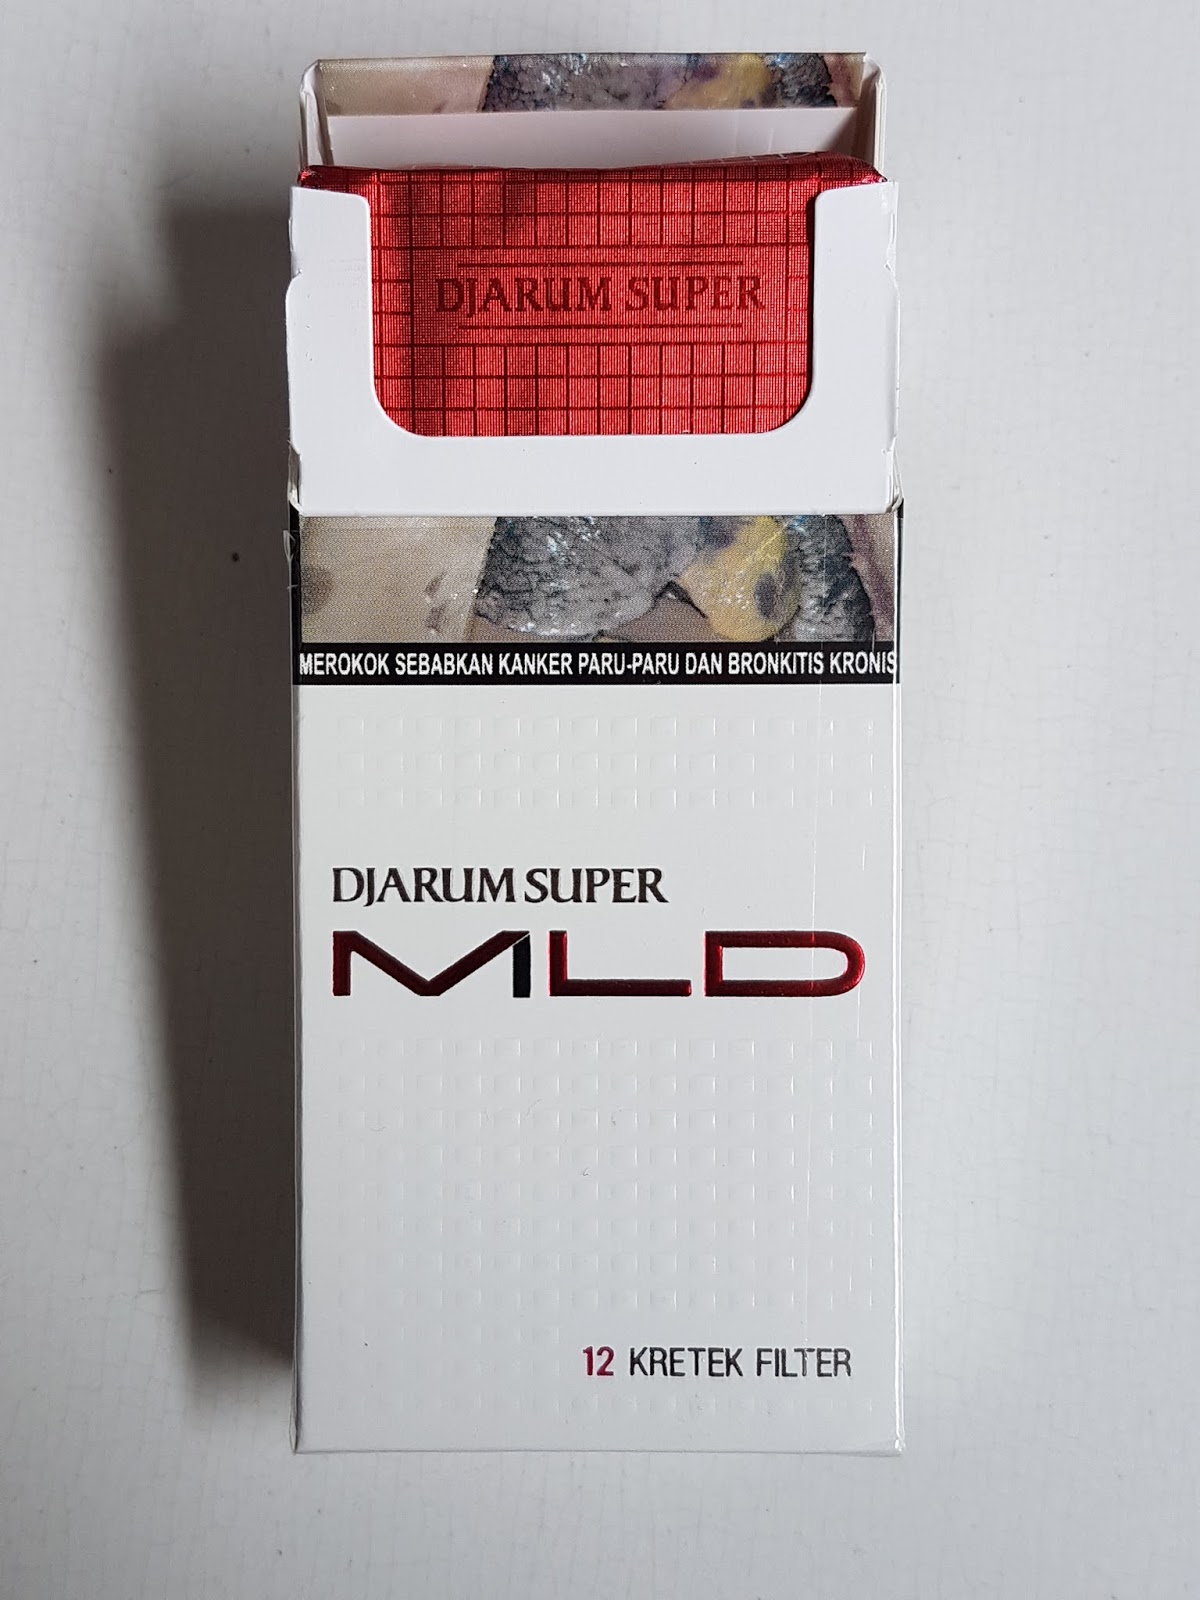 DJARUM SUPER
MEROKOK SEBABKAN KANKER PARU-PARU DAN BRONKITIS KRONIS
DJARUM SUPER
MLD
12 KRETEK FILTER